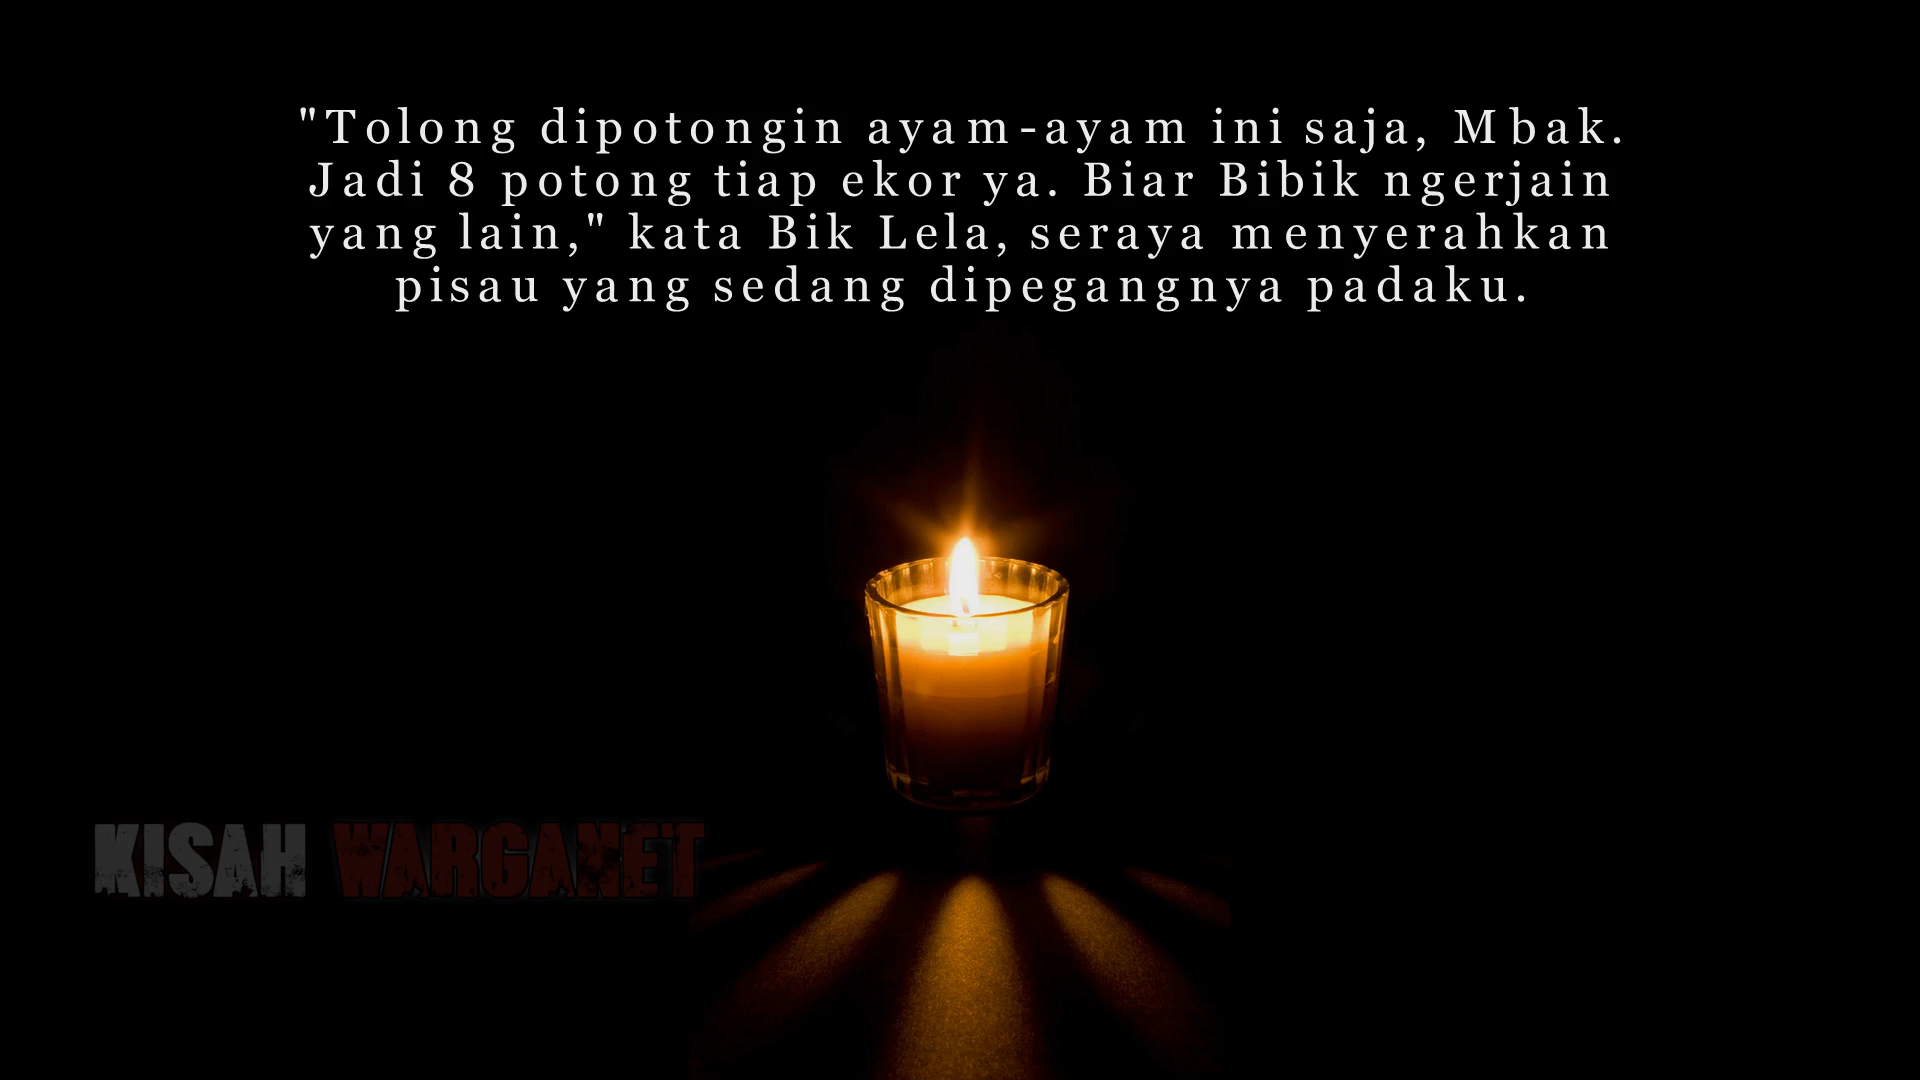 "Tolong dipotongin ayam-ayam ini saja, Mbak.
Jadi 8 potong tiap ekor ya. Biar Bibik ngerjain
yang lain," kata Bik Lela, seraya menyerahkan
pisau yang sedang dipegangnya padaku.
KISAH WARGANET